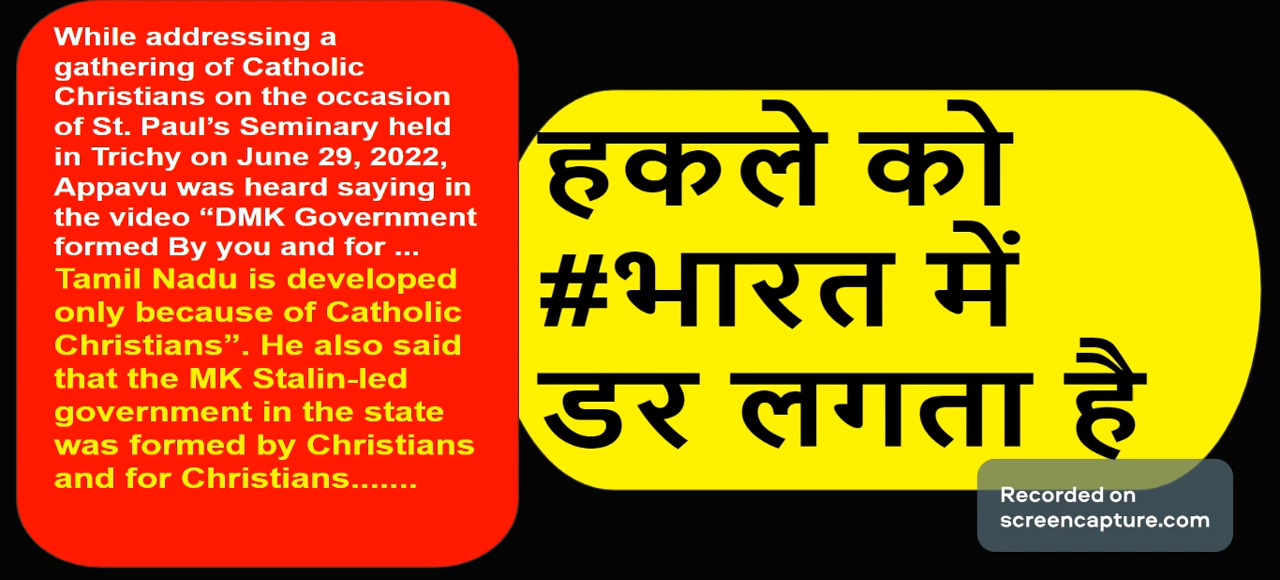 While addressing a
gathering of Catholic
Christians on the occasion
of St. Paul’s Seminary held
in Trichy on June 29, 2022,
Appavu was heard saying in
the video “DMK Government
formed By you and for ...
Tamil Nadu is developed
only because of Catholic
Christians”. He also said
that the MK Stalin-led
government in the state
was formed by Christians
and for Christians.......
हकले को
#भारत में
डर लगता है
Recorded on
screencapture.com